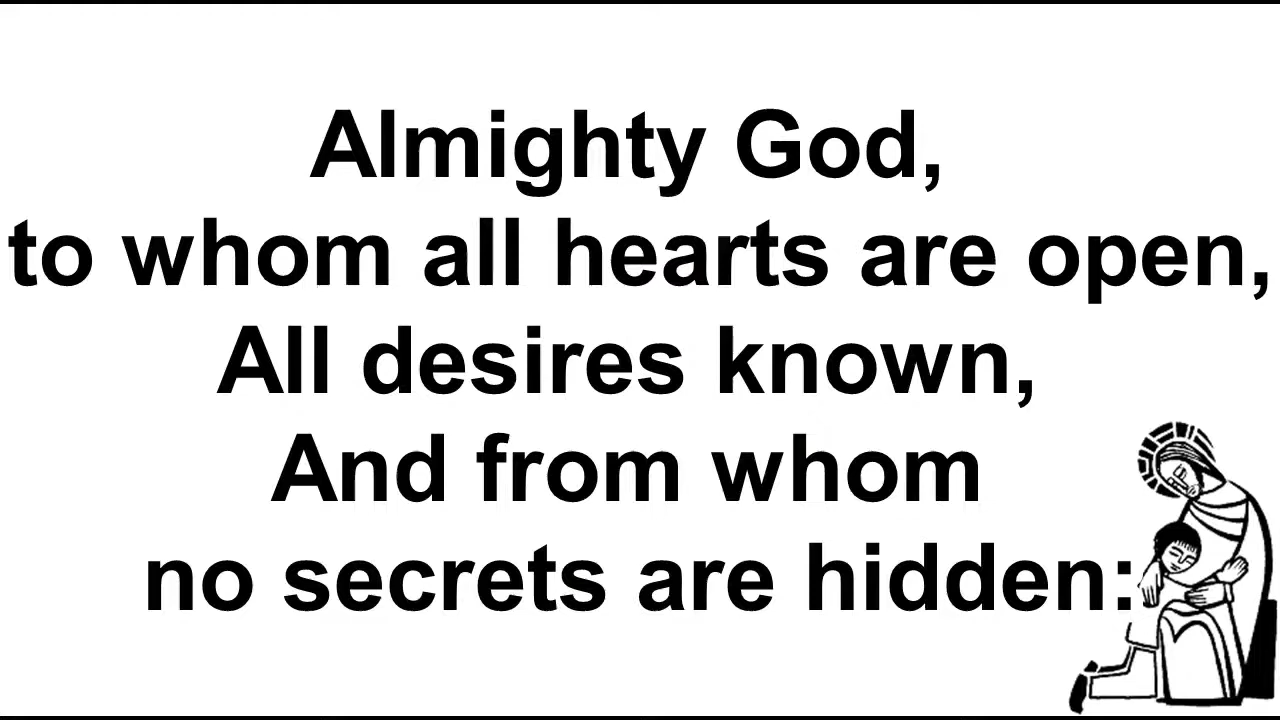 Almighty God,
to whom all hearts are open,
All desires known,
And from whom
no secrets are hidden: